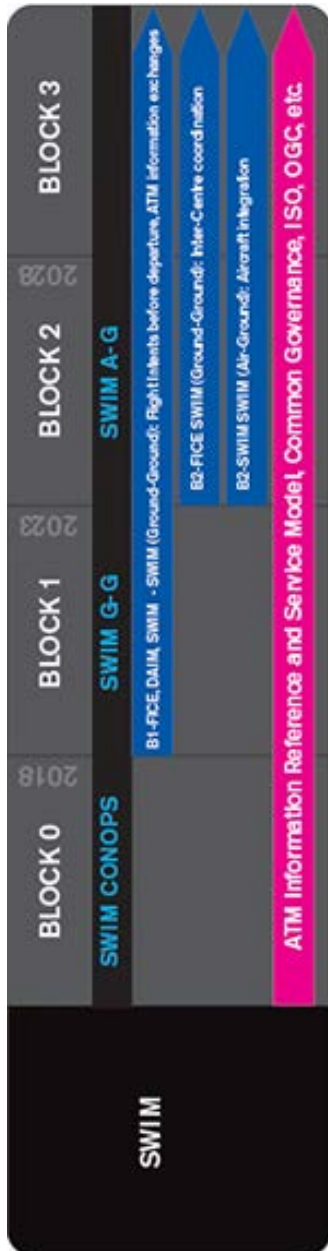 SWIM
BLOCK 0
2018
BLOCK 1
2023
BLOCK 2
2028
BLOCK 3
SWIM CONOPS
SWIM G-G
SWIM A-G
B1-FICE, DAIM, SWIM - SWIM (Ground-Ground): Flight Intents before departure, ATM information exchanges
B2-FICE SWIM (Ground-Ground): Inter-Centre coordination
B2-SWIM SWIM (Air-Ground): Aircraft integration
ATM Information Reference and Service Model, Common Governance, ISO, OGC, etc.